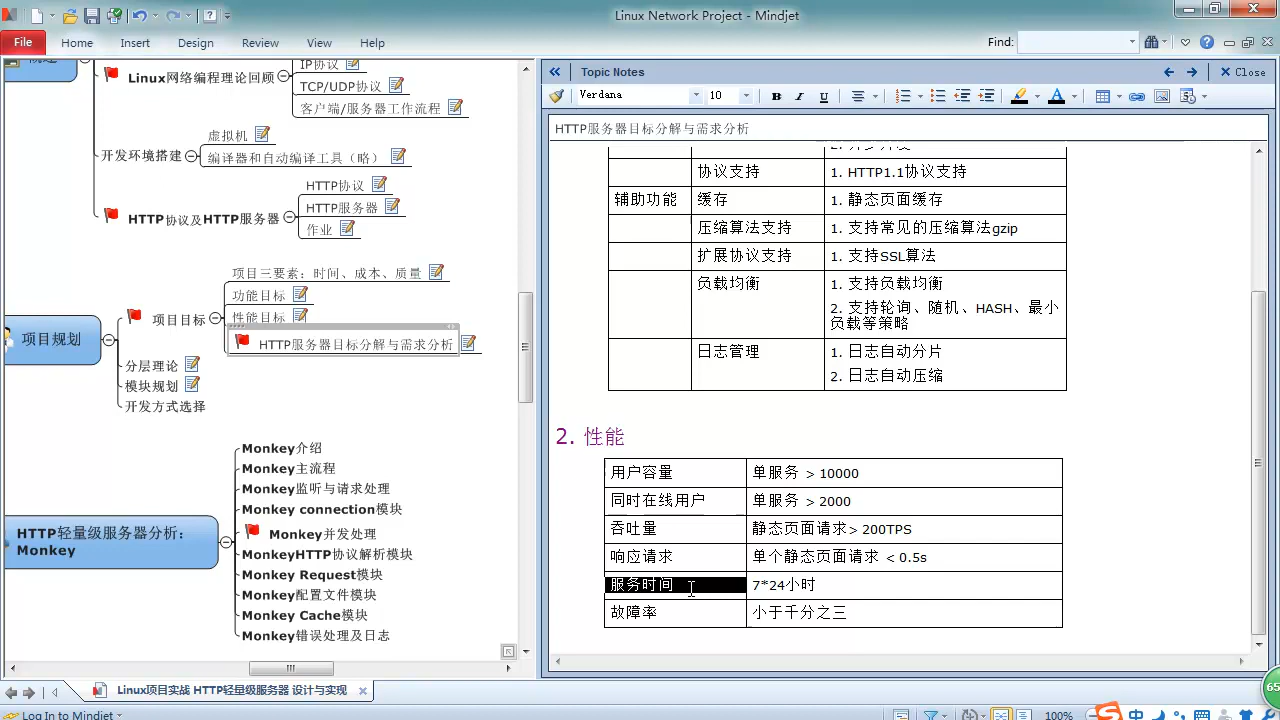 Linux Network Project - Mindjet
File Home Insert Design Review View Help
Find:
Linux网络编程理论回顾
IP协议
TCP/UDP协议
客户端/服务器工作流程
开发环境搭建
虚拟机
编译器和自动编译工具（略）
HTTP协议及HTTP服务器
HTTP协议
HTTP服务器
作业
项目规划
项目目标
项目三要素：时间、成本、质量
功能目标
性能目标
HTTP服务器目标分解与需求分析
分层理论
模块规划
开发方式选择
HTTP轻量级服务器分析：
Monkey
Monkey介绍
Monkey主流程
Monkey监听与请求处理
Monkey connection模块
Monkey并发处理
MonkeyHTTP协议解析模块
Monkey Request模块
Monkey配置文件模块
Monkey Cache模块
Monkey错误处理及日志
Linux项目实战 HTTP轻量级服务器 设计与实现
Topic Notes
Close
Verdana 10 B I U
HTTP服务器目标分解与需求分析
协议支持 1. HTTP1.1协议支持
辅助功能 缓存 1. 静态页面缓存
压缩算法支持 1. 支持常见的压缩算法gzip
扩展协议支持 1. 支持SSL算法
负载均衡 1. 支持负载均衡
2. 支持轮询、随机、HASH、最小
负载等策略
日志管理 1. 日志自动分片
2. 日志自动压缩
2. 性能
用户容量 单服务 > 10000
同时在线用户 单服务 > 2000
吞吐量 静态页面请求> 200TPS
响应请求 单个静态页面请求 < 0.5s
服务时间 7*24小时
故障率 小于千分之三
65
Log In to Mindjet
100%
中